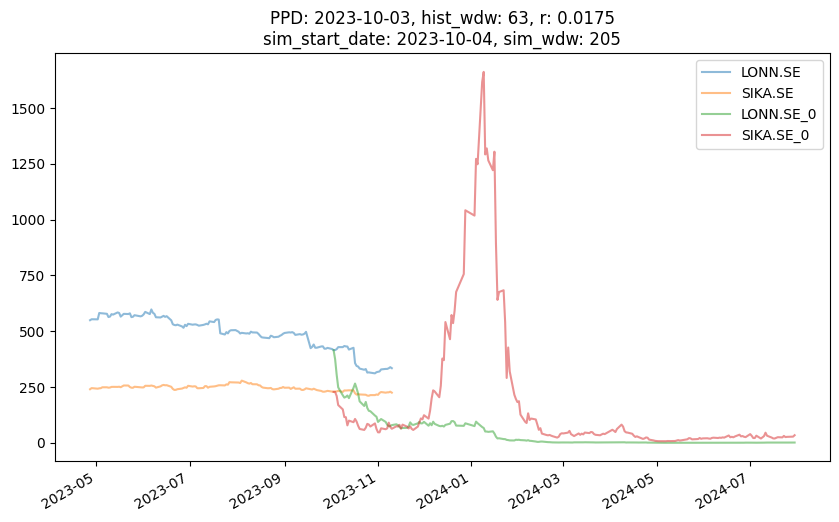 PPD: 2023-10-03, hist_wdw: 63, r: 0.0175
sim_start_date: 2023-10-04, sim_wdw: 205
LONN.SE
SIKA.SE
LONN.SE_0
SIKA.SE_0
1500
1250
1000
750
500
250
0
2023-05
2023-07
2023-09
2023-11
2024-01
2024-03
2024-05
2024-07